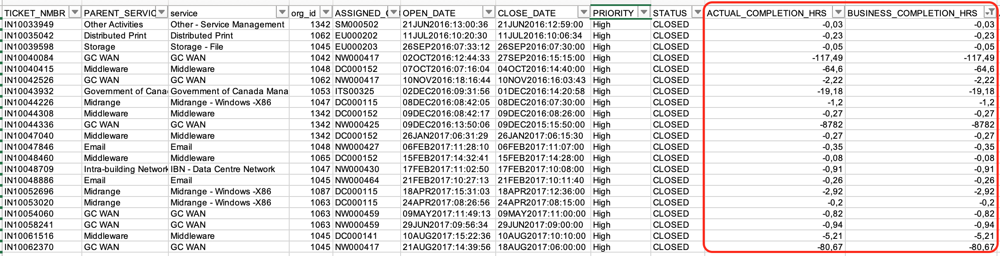 TICKET_NMBR PARENT_SERVIC service org_id ASSIGNED_ OPEN_DATE CLOSE_DATE PRIORITY STATUS ACTUAL_COMPLETION_HRS BUSINESS_COMPLETION_HRS
IN10033949 Other Activities Other - Service Management 1342 SM000502 21JUN2016:13:00:36 21JUN2016:12:59:00 High CLOSED -0,03 -0,03
IN10035042 Distributed Print Distributed Print 1062 EU000202 11JUL2016:10:20:30 11JUL2016:10:06:34 High CLOSED -0,23 -0,23
IN10039598 Storage Storage - File 1045 EU000203 26SEP2016:07:33:12 26SEP2016:07:30:00 High CLOSED -0,05 -0,05
IN10040084 GC WAN GC WAN 1042 NW000417 02OCT2016:12:44:33 27SEP2016:15:15:00 High CLOSED -117,49 -117,49
IN10040415 Middleware Middleware 1048 DC000152 07OCT2016:07:16:04 04OCT2016:14:40:00 High CLOSED -64,6 -64,6
IN10042526 GC WAN GC WAN 1062 NW000417 10NOV2016:18:16:44 10NOV2016:16:03:43 High CLOSED -2,22 -2,22
IN10043932 Government of Cana Government of Canada Mana 1053 ITS00325 02DEC2016:09:31:56 01DEC2016:14:20:58 High CLOSED -19,18 -19,18
IN10044226 Midrange Midrange - Windows -X86 1047 DC000115 08DEC2016:08:42:05 08DEC2016:07:30:00 High CLOSED -1,2 -1,2
IN10044308 Middleware Middleware 1342 DC000152 09DEC2016:08:42:17 09DEC2016:08:26:00 High CLOSED -0,27 -0,27
IN10044336 GC WAN GC WAN 1342 NW000425 09DEC2016:13:50:06 09DEC2015:15:50:00 High CLOSED -8782 -8782
IN10047040 Middleware Middleware 1342 DC000152 26JAN2017:06:31:29 26JAN2017:06:15:30 High CLOSED -0,27 -0,27
IN10047846 Email Email 1048 NW000427 06FEB2017:11:28:10 06FEB2017:11:07:00 High CLOSED -0,35 -0,35
IN10048460 Middleware Middleware 1065 DC000152 15FEB2017:14:32:41 15FEB2017:14:28:00 High CLOSED -0,08 -0,08
IN10048709 Intra-building Network IBN - Data Centre Network 1047 NW000430 17FEB2017:11:02:50 17FEB2017:10:08:00 High CLOSED -0,91 -0,91
IN10048886 Email Email 1045 NW000464 21FEB2017:10:27:13 21FEB2017:10:11:40 High CLOSED -0,26 -0,26
IN10052696 Midrange Midrange - Windows -X86 1087 DC000115 18APR2017:15:31:03 18APR2017:12:36:00 High CLOSED -2,92 -2,92
IN10053020 Midrange Midrange - Windows -X86 1063 DC000115 24APR2017:08:26:56 24APR2017:08:15:00 High CLOSED -0,2 -0,2
IN10054060 GC WAN GC WAN 1063 NW000459 09MAY2017:11:49:13 09MAY2017:11:00:00 High CLOSED -0,82 -0,82
IN10058241 GC WAN GC WAN 1063 NW000459 29JUN2017:09:56:34 29JUN2017:09:00:00 High CLOSED -0,94 -0,94
IN10061516 Middleware Middleware 1045 DC000141 10AUG2017:15:22:36 10AUG2017:10:10:00 High CLOSED -5,21 -5,21
IN10062370 GC WAN GC WAN 1045 NW000417 21AUG2017:14:39:56 18AUG2017:06:00:00 High CLOSED -80,67 -80,67